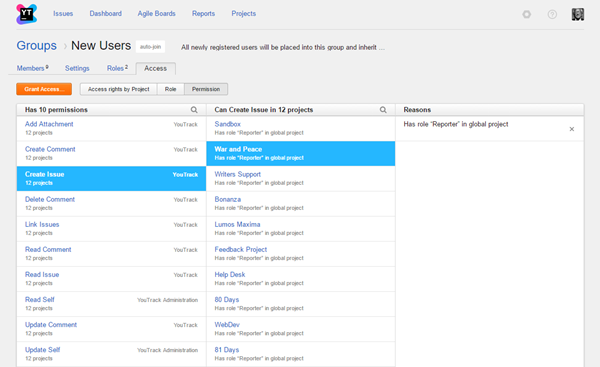 YT
Issues Dashboard Agile Boards Reports Projects
Groups › New Users auto-join All newly registered users will be placed into this group and inherit ...
Members 0 Settings Roles 2 Access
Grant Access... Access rights by Project Role Permission
Has 10 permissions
Add Attachment YouTrack
12 projects
Create Comment YouTrack
12 projects
Create Issue YouTrack
12 projects
Delete Comment YouTrack
12 projects
Link Issues YouTrack
12 projects
Read Comment YouTrack
12 projects
Read Issue YouTrack
12 projects
Read Self YouTrack Administration
12 projects
Update Comment YouTrack
12 projects
Update Self YouTrack Administration
12 projects
Can Create Issue in 12 projects
Sandbox
Has role "Reporter" in global project
War and Peace
Has role "Reporter" in global project
Writers Support
Has role "Reporter" in global project
Bonanza
Has role "Reporter" in global project
Lumos Maxima
Has role "Reporter" in global project
Feedback Project
Has role "Reporter" in global project
Help Desk
Has role "Reporter" in global project
80 Days
Has role "Reporter" in global project
WebDev
Has role "Reporter" in global project
81 Days
Has role "Reporter" in global project
Reasons
Has role "Reporter" in global project